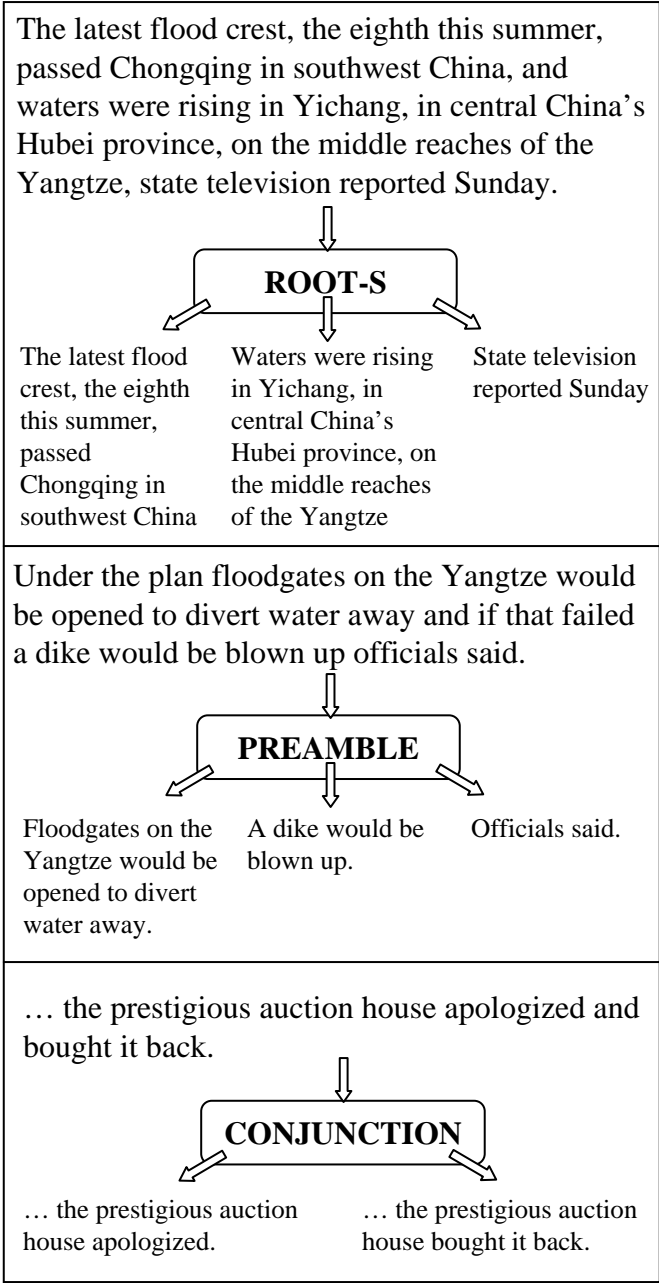 The latest flood crest, the eighth this summer,
passed Chongqing in southwest China, and
waters were rising in Yichang, in central China’s
Hubei province, on the middle reaches of the
Yangtze, state television reported Sunday.
ROOT-S
The latest flood
crest, the eighth
this summer,
passed
Chongqing in
southwest China
Waters were rising
in Yichang, in
central China’s
Hubei province, on
the middle reaches
of the Yangtze
State television
reported Sunday
Under the plan floodgates on the Yangtze would
be opened to divert water away and if that failed
a dike would be blown up officials said.
PREAMBLE
Floodgates on the
Yangtze would be
opened to divert
water away.
A dike would be
blown up.
Officials said.
… the prestigious auction house apologized and
bought it back.
CONJUNCTION
… the prestigious auction
house apologized.
… the prestigious auction
house bought it back.